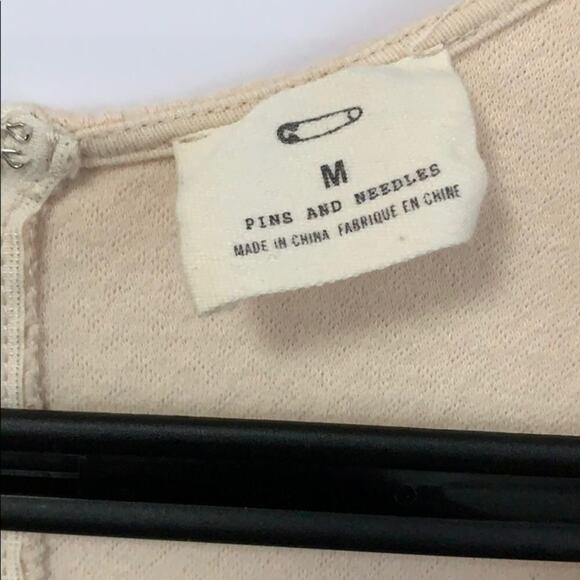 M
PINS AND NEEDLES
MADE IN CHINA FABRIQUE EN CHINE